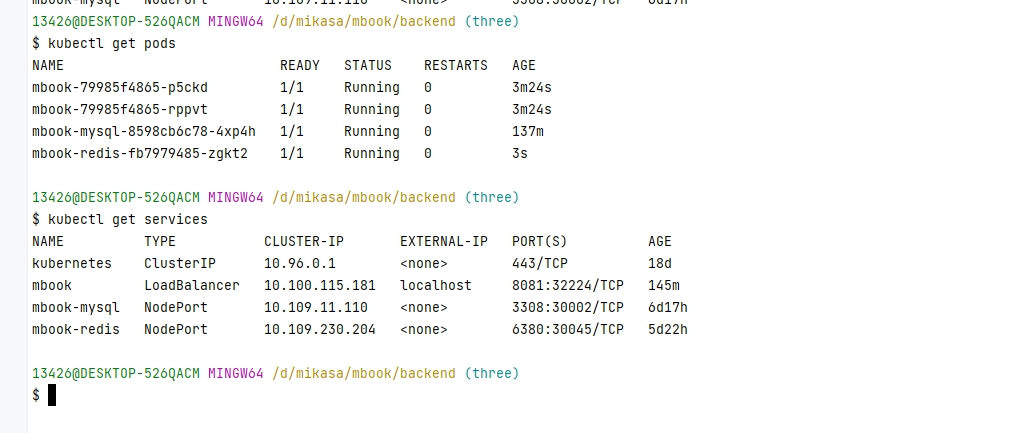 mbook-mysql NodePort 10.109.11.110 <none> 3308:30002/TCP 6d17h
13426@DESKTOP-526QACM MINGW64 /d/mikasa/mbook/backend (three)
$ kubectl get pods
NAME READY STATUS RESTARTS AGE
mbook-79985f4865-p5ckd 1/1 Running 0 3m24s
mbook-79985f4865-rppvt 1/1 Running 0 3m24s
mbook-mysql-8598cb6c78-4xp4h 1/1 Running 0 137m
mbook-redis-fb7979485-zgkt2 1/1 Running 0 3s
13426@DESKTOP-526QACM MINGW64 /d/mikasa/mbook/backend (three)
$ kubectl get services
NAME TYPE CLUSTER-IP EXTERNAL-IP PORT(S) AGE
kubernetes ClusterIP 10.96.0.1 <none> 443/TCP 18d
mbook LoadBalancer 10.100.115.181 localhost 8081:32224/TCP 145m
mbook-mysql NodePort 10.109.11.110 <none> 3308:30002/TCP 6d17h
mbook-redis NodePort 10.109.230.204 <none> 6380:30045/TCP 5d22h
13426@DESKTOP-526QACM MINGW64 /d/mikasa/mbook/backend (three)
$